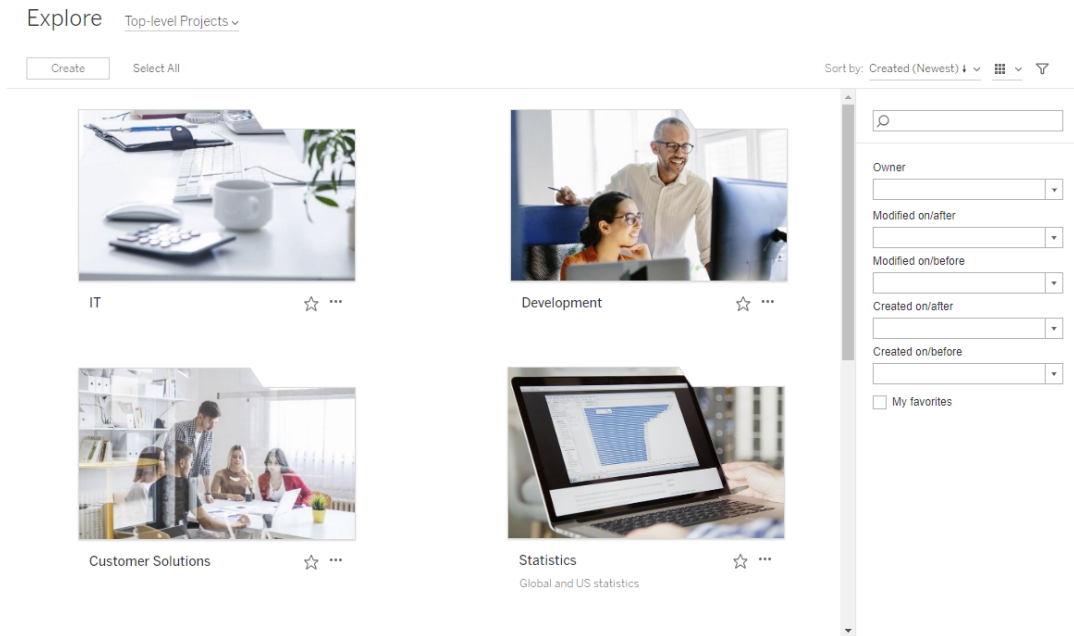 Explore Top-level Projects
Create Select All Sort by: Created (Newest)
IT
Development
Customer Solutions
Statistics
Global and US statistics
Owner
Modified on/after
Modified on/before
Created on/after
Created on/before
My favorites